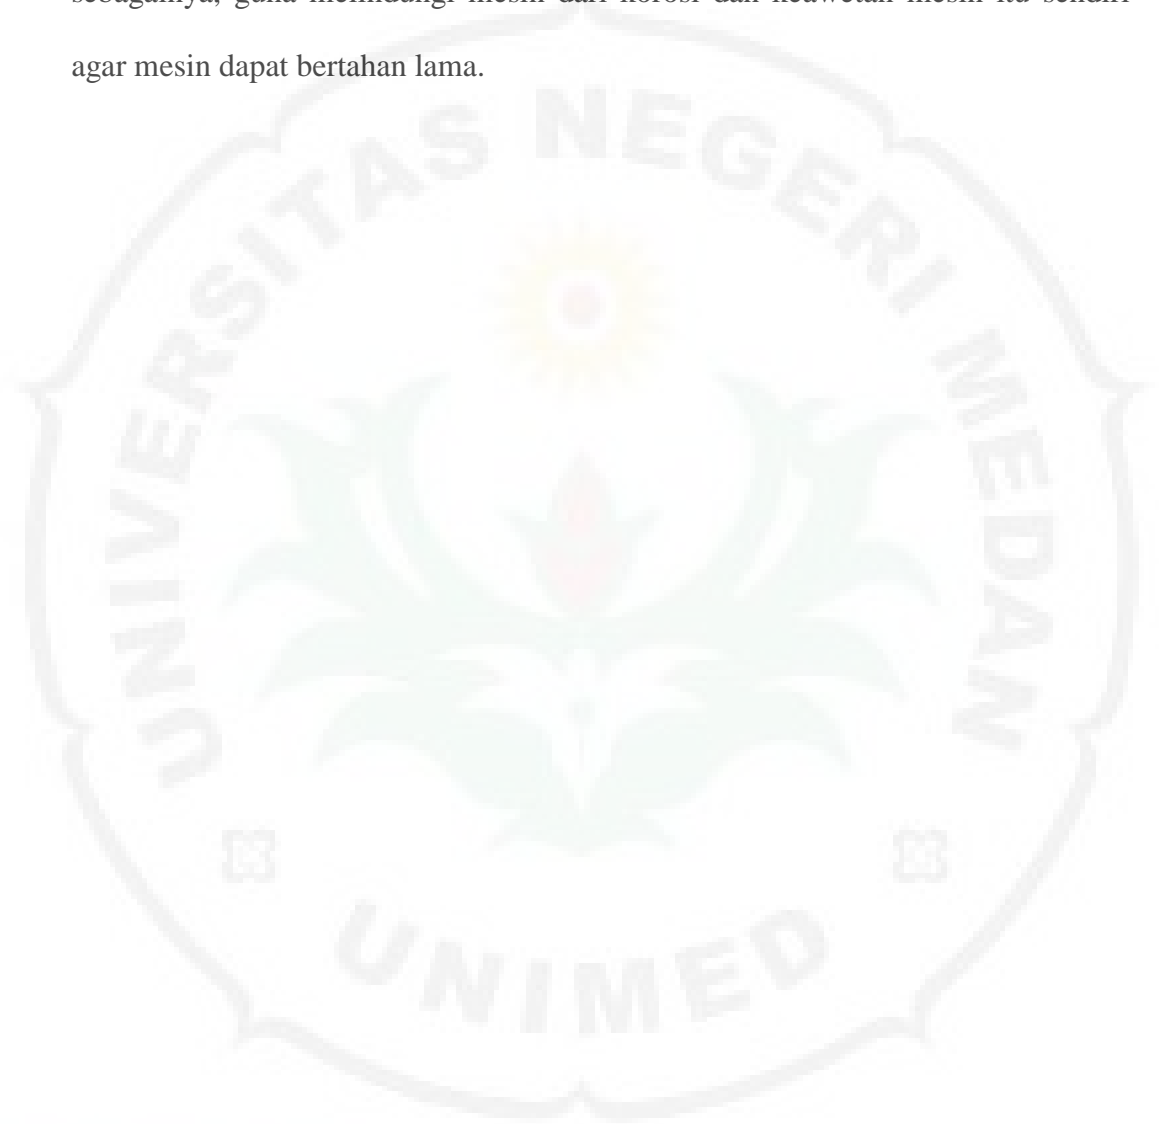 sebagainya, guna melindungi mesin dari korosi dan keawetan mesin itu sendiri
agar mesin dapat bertahan lama.
UNIVERSITAS NEGERI MEDAN
UNIMED